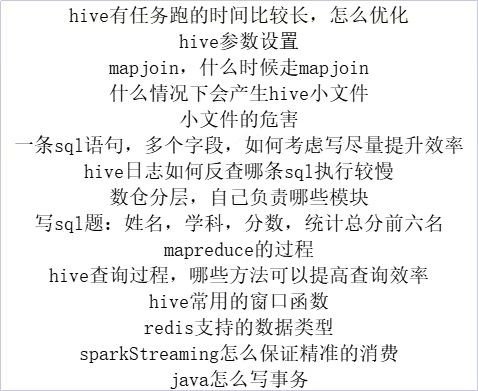 hive有任务跑的时间比较长，怎么优化
hive参数设置
mapjoin，什么时候走mapjoin
什么情况下会产生hive小文件
小文件的危害
一条sql语句，多个字段，如何考虑写尽量提升效率
hive日志如何反查哪条sql执行较慢
数仓分层，自己负责哪些模块
写sql题：姓名，学科，分数，统计总分前六名
mapreduce的过程
hive查询过程，哪些方法可以提高查询效率
hive常用的窗口函数
redis支持的数据类型
sparkStreaming怎么保证精准的消费
java怎么写事务